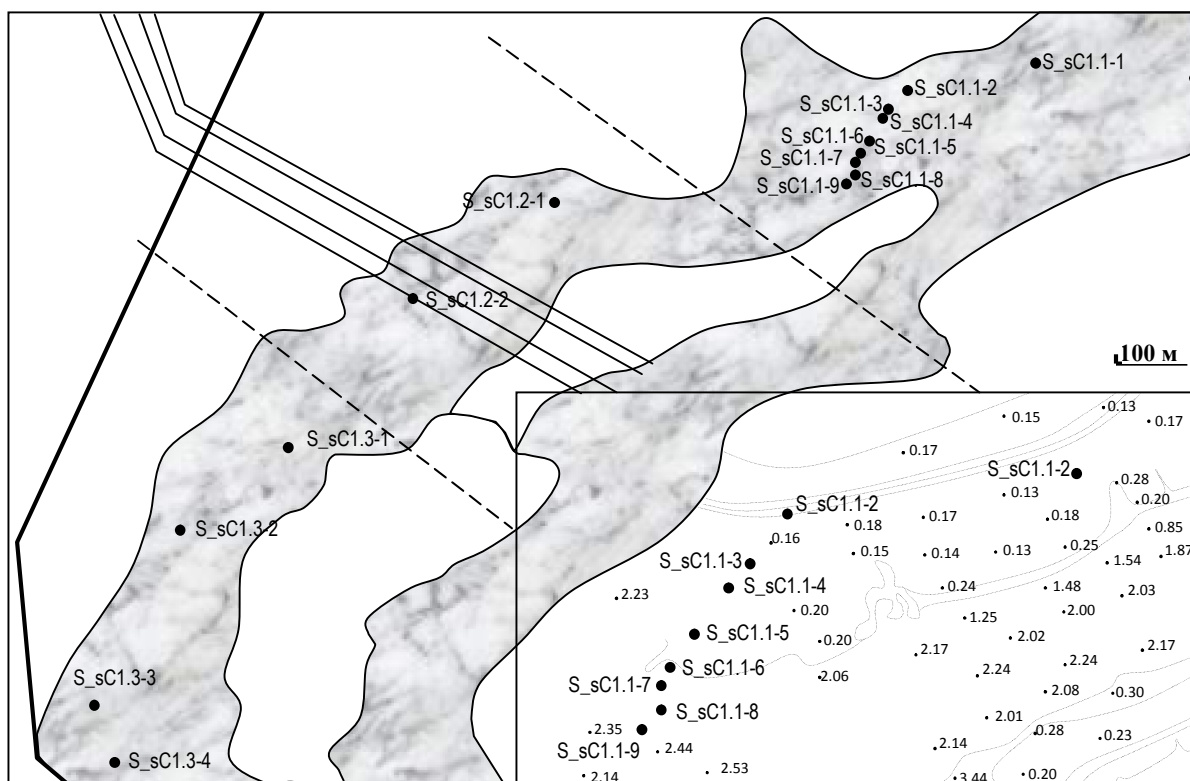 S_sC1.1-1
S_sC1.1-2
S_sC1.1-3
S_sC1.1-4
S_sC1.1-6
S_sC1.1-5
S_sC1.1-7
S_sC1.1-8
S_sC1.1-9
S_sC1.2-1
S_sC1.2-2
100 м
S_sC1.3-1
S_sC1.3-2
S_sC1.3-3
S_sC1.3-4
0.13
0.15
0.17
0.17
S_sC1.1-2
0.28
0.13
0.20
S_sC1.1-2
0.17
0.18
0.18
0.85
0.16
0.15
0.14
0.13
0.25
1.87
1.54
S_sC1.1-3
S_sC1.1-4
0.24
1.48
2.03
2.23
0.20
1.25
2.00
S_sC1.1-5
0.20
2.02
2.17
2.17
S_sC1.1-6
2.24
2.06
2.24
S_sC1.1-7
2.08
0.30
S_sC1.1-8
2.01
2.35
0.28
0.23
S_sC1.1-9
2.44
2.14
2.14
2.53
3.44
0.20